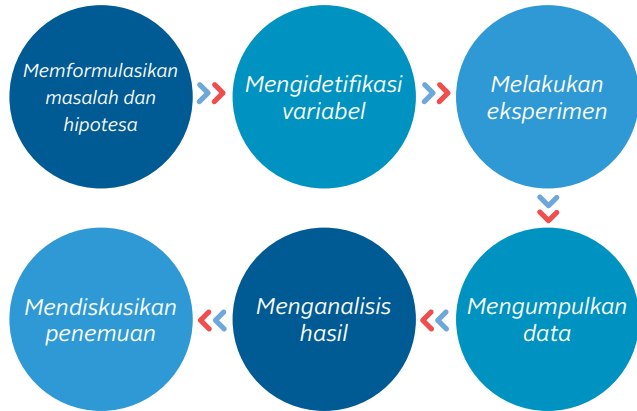 Memformulasikan
masalah dan
hipotesa
Mengidetifikasi
variabel
Melakukan
eksperimen
Mengumpulkan
data
Menganalisis
hasil
Mendiskusikan
penemuan